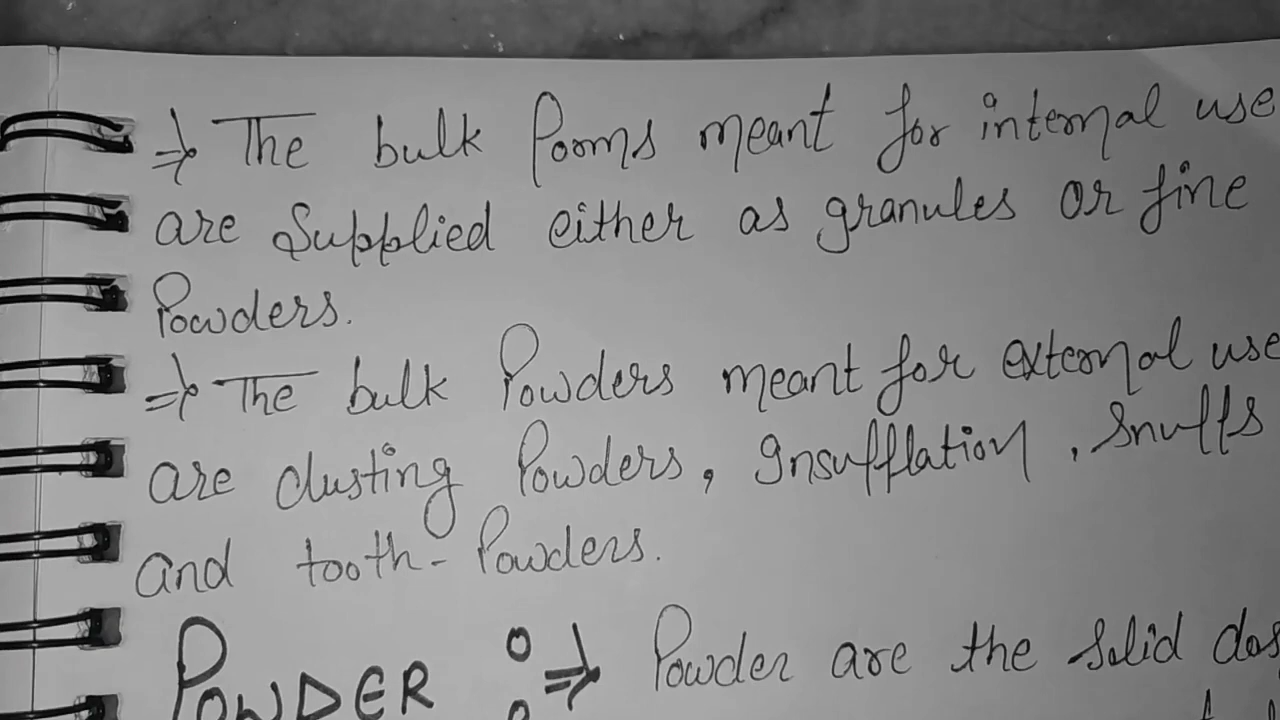 ⇒ The bulk forms meant for internal use
are Supplied either as granules or fine
Powders.
⇒ The bulk Powders meant for external use
are dusting Powders, Insufflation, Snuffs
and tooth-Powders.
POWDER :⇒ Powder are the Solid dos